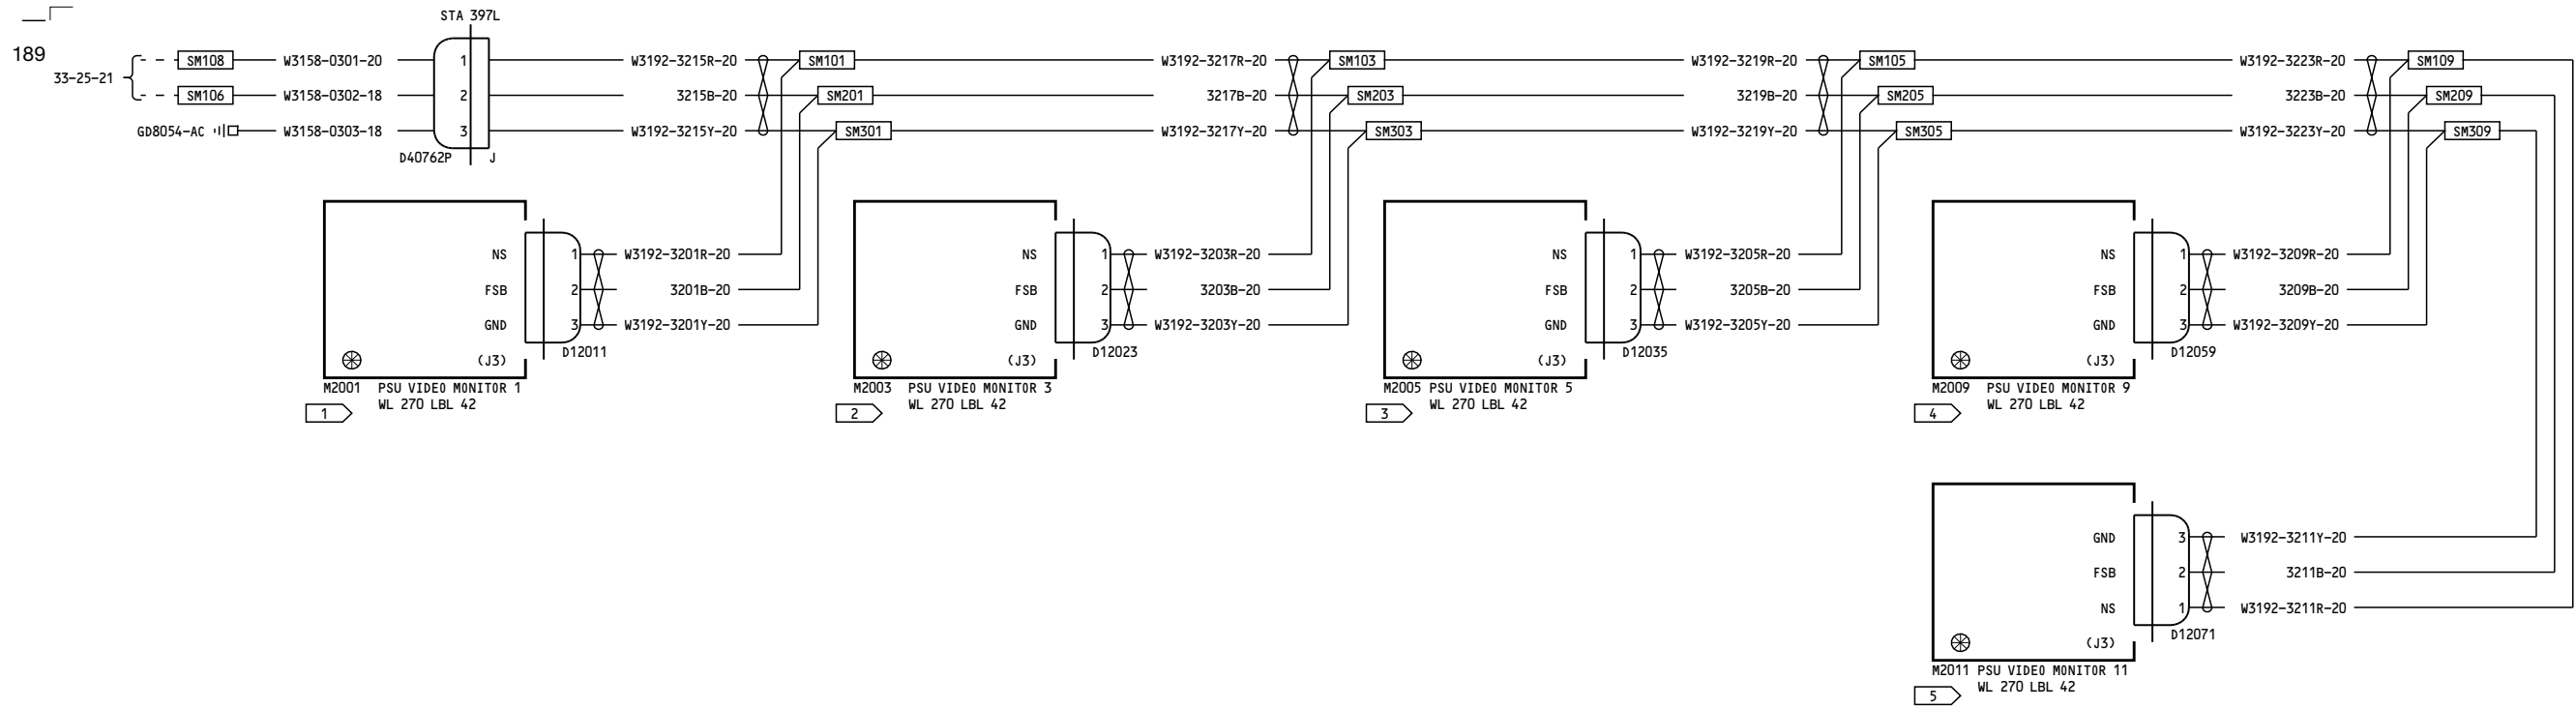 STA 397L
189
33-25-21
SM108 W3158-0301-20 1 W3192-3215R-20 SM101 W3192-3217R-20 SM103 W3192-3219R-20 SM105 W3192-3223R-20 SM109
SM106 W3158-0302-18 2 3215B-20 SM201 3217B-20 SM203 3219B-20 SM205 3223B-20 SM209
GD8054-AC W3158-0303-18 3 W3192-3215Y-20 SM301 W3192-3217Y-20 SM303 W3192-3219Y-20 SM305 W3192-3223Y-20 SM309
D40762P J
NS 1 W3192-3201R-20 NS 1 W3192-3203R-20 NS 1 W3192-3205R-20 NS 1 W3192-3209R-20
FSB 2 3201B-20 FSB 2 3203B-20 FSB 2 3205B-20 FSB 2 3209B-20
GND 3 W3192-3201Y-20 GND 3 W3192-3203Y-20 GND 3 W3192-3205Y-20 GND 3 W3192-3209Y-20
(J3) D12011 (J3) D12023 (J3) D12035 (J3) D12059
M2001 PSU VIDEO MONITOR 1 M2003 PSU VIDEO MONITOR 3 M2005 PSU VIDEO MONITOR 5 M2009 PSU VIDEO MONITOR 9
1 WL 270 LBL 42 2 WL 270 LBL 42 3 WL 270 LBL 42 4 WL 270 LBL 42
GND 3 W3192-3211Y-20
FSB 2 3211B-20
NS 1 W3192-3211R-20
(J3) D12071
M2011 PSU VIDEO MONITOR 11
5 WL 270 LBL 42